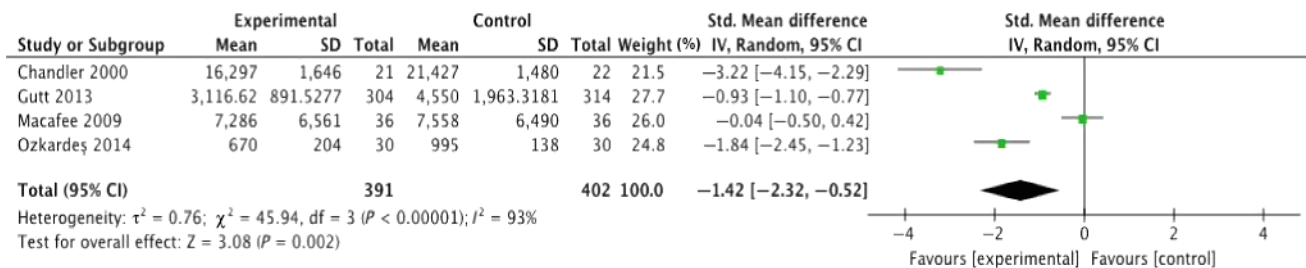 Experimental Control Std. Mean difference Std. Mean difference
Study or Subgroup Mean SD Total Mean SD Total Weight (%) IV, Random, 95% CI IV, Random, 95% CI
Chandler 2000 16,297 1,646 21 21,427 1,480 22 21.5 −3.22 [−4.15, −2.29]
Gutt 2013 3,116.62 891.5277 304 4,550 1,963.3181 314 27.7 −0.93 [−1.10, −0.77]
Macafee 2009 7,286 6,561 36 7,558 6,490 36 26.0 −0.04 [−0.50, 0.42]
Ozkardeş 2014 670 204 30 995 138 30 24.8 −1.84 [−2.45, −1.23]
Total (95% CI) 391 402 100.0 −1.42 [−2.32, −0.52]
Heterogeneity: τ² = 0.76; χ² = 45.94, df = 3 (P < 0.00001); I² = 93%
Test for overall effect: Z = 3.08 (P = 0.002)
−4 −2 0 2 4
Favours [experimental] Favours [control]